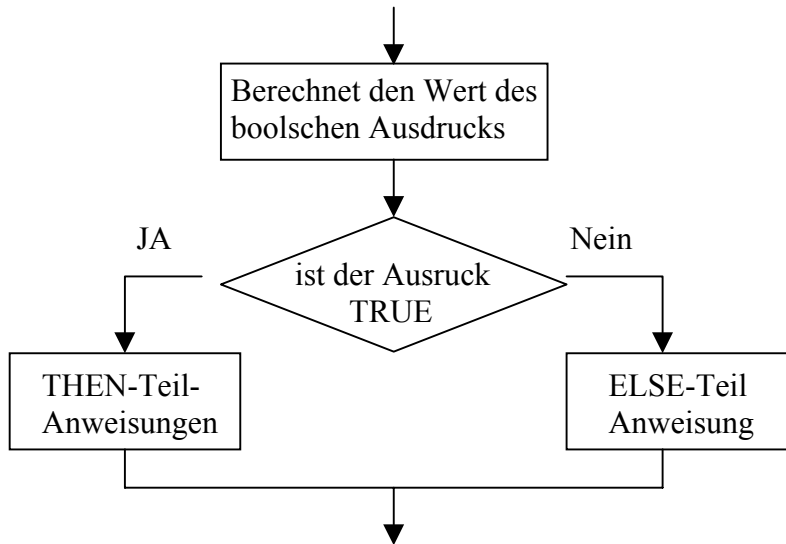 Berechnet den Wert des
boolschen Ausdrucks
JA
Nein
ist der Ausruck
TRUE
THEN-Teil-
Anweisungen
ELSE-Teil
Anweisung